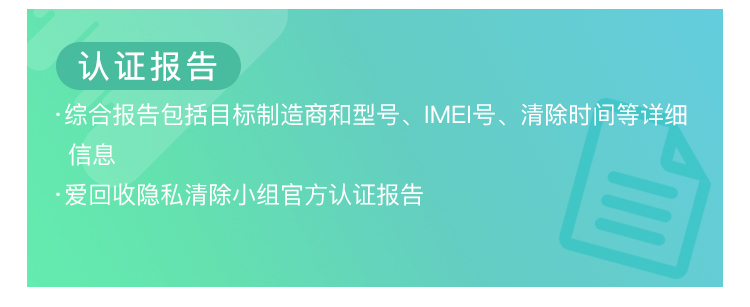 认证报告
·综合报告包括目标制造商和型号、IMEI号、清除时间等详细
信息
·爱回收隐私清除小组官方认证报告